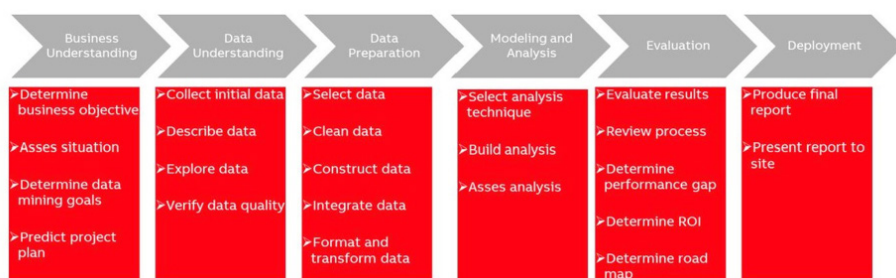 Business
Understanding
Data
Understanding
Data
Preparation
Modeling and
Analysis
Evaluation
Deployment
➢Determine
business objective
➢Asses situation
➢Determine data
mining goals
➢Predict project
plan
➢Collect initial data
➢Describe data
➢Explore data
➢Verify data quality
➢Select data
➢Clean data
➢Construct data
➢Integrate data
➢Format and
transform data
➢Select analysis
technique
➢Build analysis
➢Asses analysis
➢Evaluate results
➢Review process
➢Determine
performance gap
➢Determine ROI
➢Determine road
map
➢Produce final
report
➢Present report to
site